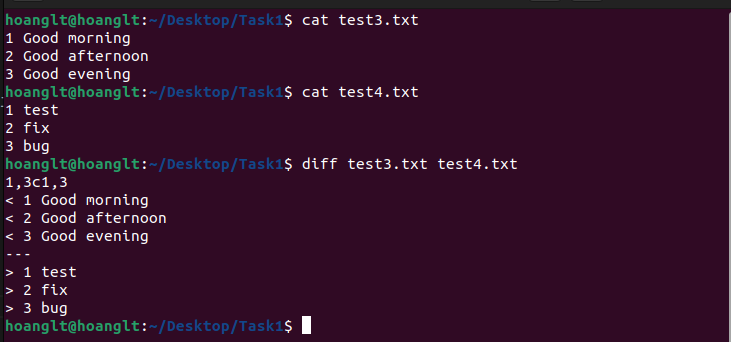 hoanglt@hoanglt:~/Desktop/Task1$ cat test3.txt
1 Good morning
2 Good afternoon
3 Good evening
hoanglt@hoanglt:~/Desktop/Task1$ cat test4.txt
1 test
2 fix
3 bug
hoanglt@hoanglt:~/Desktop/Task1$ diff test3.txt test4.txt
1,3c1,3
< 1 Good morning
< 2 Good afternoon
< 3 Good evening
---
> 1 test
> 2 fix
> 3 bug
hoanglt@hoanglt:~/Desktop/Task1$